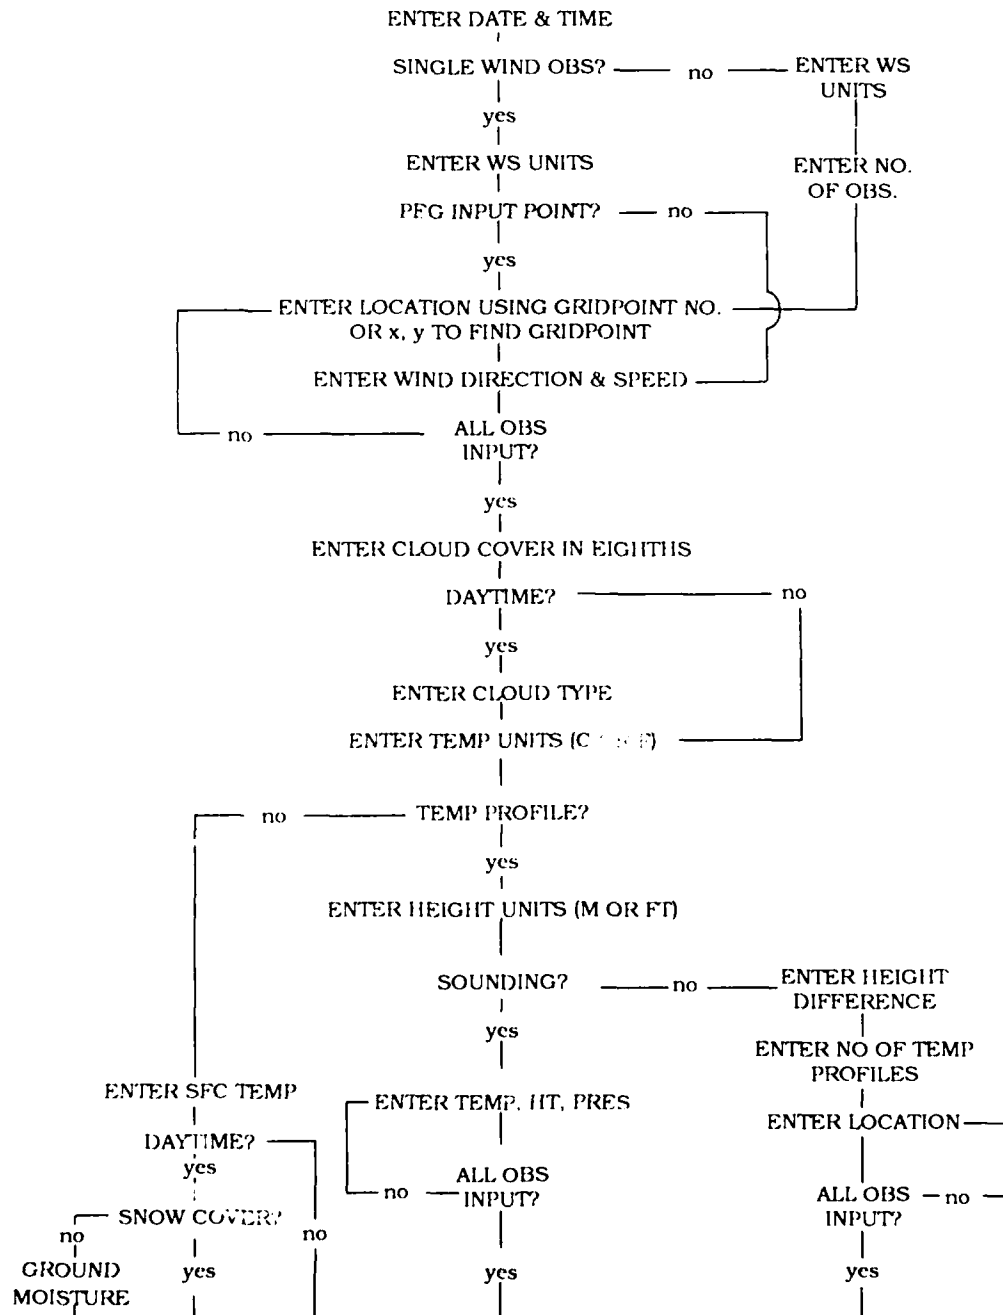 ENTER DATE & TIME
SINGLE WIND OBS? no ENTER WS
UNITS
yes
ENTER WS UNITS
ENTER NO.
OF OBS.
PFG INPUT POINT? no
yes
ENTER LOCATION USING GRIDPOINT NO.
OR x, y TO FIND GRIDPOINT
ENTER WIND DIRECTION & SPEED
no
ALL OBS
INPUT?
yes
ENTER CLOUD COVER IN EIGHTHS
DAYTIME? no
yes
ENTER CLOUD TYPE
ENTER TEMP UNITS (C F)
no TEMP PROFILE?
yes
ENTER HEIGHT UNITS (M OR FT)
SOUNDING? no ENTER HEIGHT
DIFFERENCE
yes
ENTER NO OF TEMP
PROFILES
ENTER SFC TEMP
ENTER TEMP, HT, PRES
ENTER LOCATION
DAYTIME?
yes
no ALL OBS
INPUT?
ALL OBS no
INPUT?
SNOW COVER?
no
no
GROUND
MOISTURE
yes
yes
yes